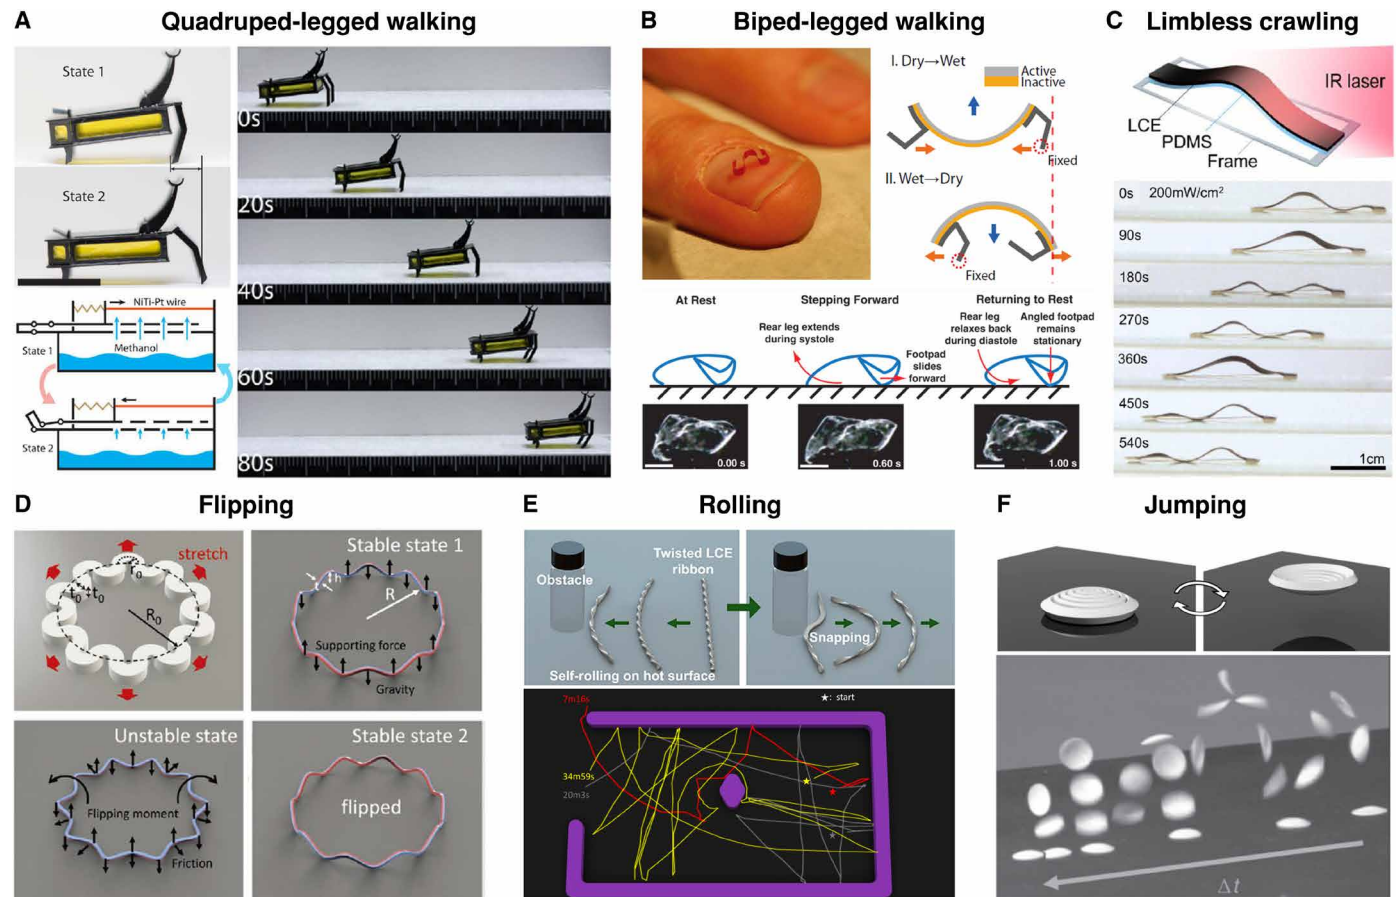 A Quadruped-legged walking
State 1
State 2
NiTi-Pt wire
State 1
Methanol
State 2
0s
20s
40s
60s
80s
B Biped-legged walking
I. Dry→Wet
Active
Inactive
Fixed
II. Wet→Dry
Fixed
At Rest
Stepping Forward
Returning to Rest
Rear leg extends
during systole
Footpad
slides
forward
Rear leg
relaxes back
during diastole
Angled footpad
remains
stationary
0.00 s
0.60 s
1.00 s
C Limbless crawling
IR laser
LCE
PDMS
Frame
0s 200mW/cm²
90s
180s
270s
360s
450s
540s
1cm
D Flipping
stretch
r₀
t₀ t₀
R₀
Stable state 1
t h
R
Supporting force
Gravity
Unstable state
Flipping moment
Friction
Stable state 2
flipped
E Rolling
Obstacle
Twisted LCE
ribbon
Snapping
Self-rolling on hot surface
7m16s
★: start
34m59s
20m3s
F Jumping
Δt